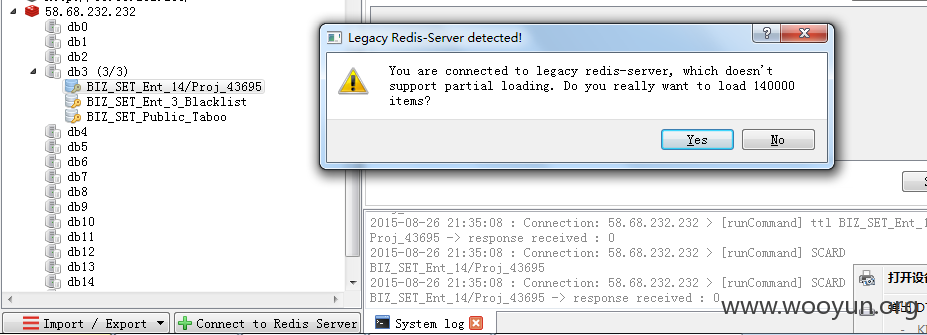 58.68.232.232
db0
db1
db2
db3 (3/3)
BIZ_SET_Ent_14/Proj_43695
BIZ_SET_Ent_3_Blacklist
BIZ_SET_Public_Taboo
db4
db5
db6
db7
db8
db9
db10
db11
db12
db13
db14
Import / Export
Connect to Redis Server
Legacy Redis-Server detected!
You are connected to legacy redis-server, which doesn't
support partial loading. Do you really want to load 140000
items?
Yes
No
2015-08-26 21:35:08 : Connection: 58.68.232.232 > [runCommand] ttl BIZ_SET_Ent_1
Proj_43695 -> response received : 0
2015-08-26 21:35:08 : Connection: 58.68.232.232 > [runCommand] SCARD
BIZ_SET_Ent_14/Proj_43695
2015-08-26 21:35:08 : Connection: 58.68.232.232 > [runCommand] SCARD
BIZ_SET_Ent_14/Proj_43695 -> response received : 0
System log
打开设
www.wooyun.org